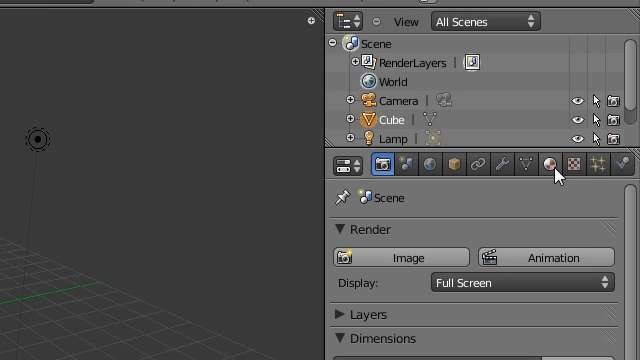 View All Scenes
Scene
RenderLayers
World
Camera
Cube
Lamp
Scene
Render
Image Animation
Display: Full Screen
Layers
Dimensions